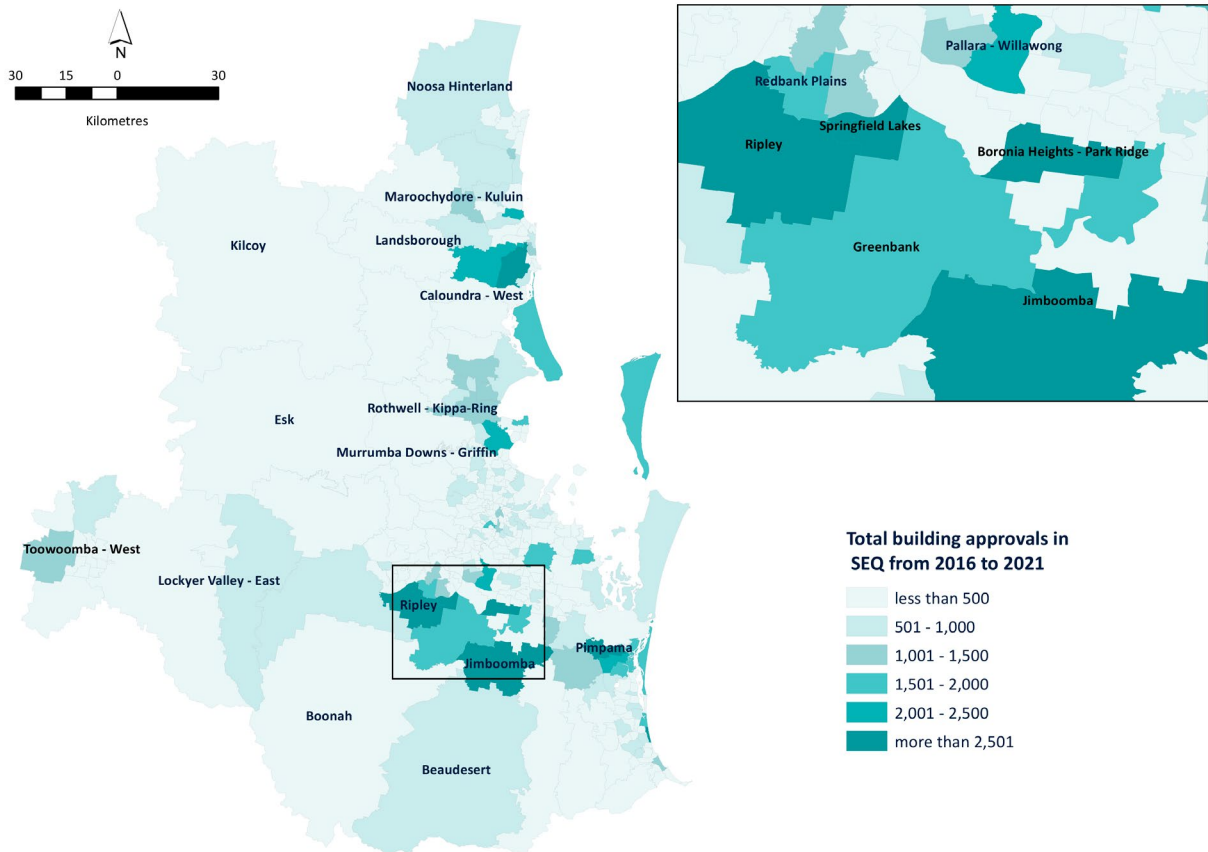 N
30 15 0 30
Kilometres
Noosa Hinterland
Maroochydore - Kuluin
Kilcoy
Landsborough
Caloundra - West
Rothwell - Kippa-Ring
Esk
Murrumba Downs - Griffin
Toowoomba - West
Lockyer Valley - East
Ripley
Pimpama
Jimboomba
Boonah
Beaudesert
Pallara - Willawong
Redbank Plains
Springfield Lakes
Ripley
Boronia Heights - Park Ridge
Greenbank
Jimboomba
Total building approvals in
SEQ from 2016 to 2021
less than 500
501 - 1,000
1,001 - 1,500
1,501 - 2,000
2,001 - 2,500
more than 2,501